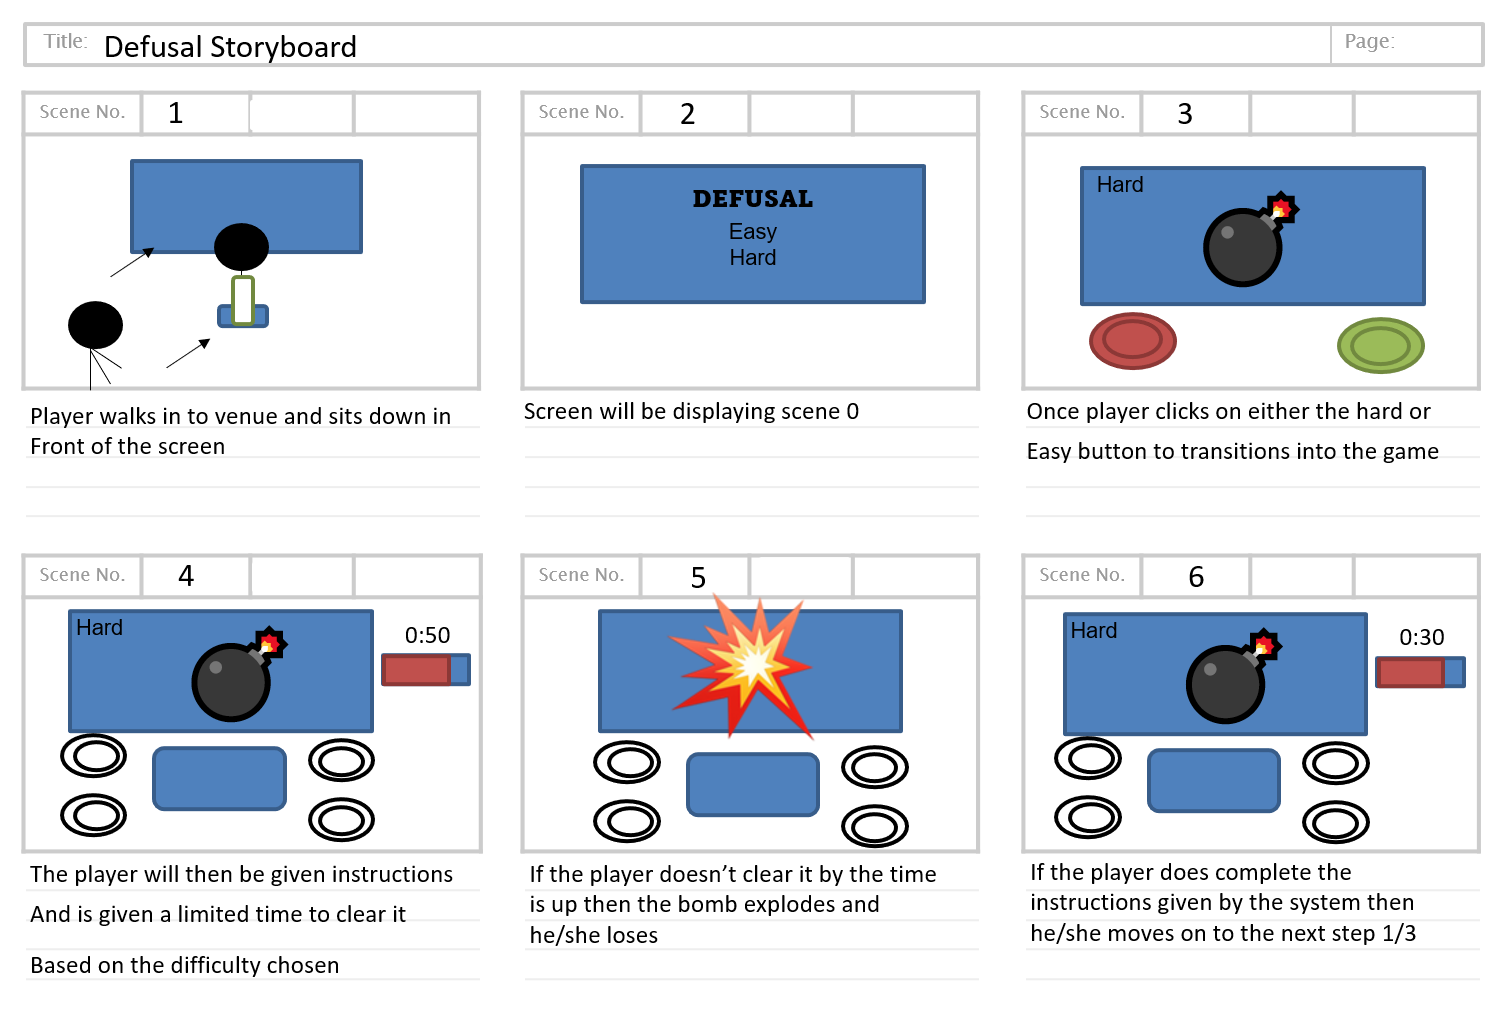 Title: Defusal Storyboard Page:
Scene No. 1
Scene No. 2
Scene No. 3
DEFUSAL
Easy
Hard
Hard
Player walks in to venue and sits down in
Front of the screen
Screen will be displaying scene 0
Once player clicks on either the hard or
Easy button to transitions into the game
Scene No. 4
Scene No. 5
Scene No. 6
Hard
0:50
Hard
0:30
The player will then be given instructions
And is given a limited time to clear it
Based on the difficulty chosen
If the player doesn’t clear it by the time
is up then the bomb explodes and
he/she loses
If the player does complete the
instructions given by the system then
he/she moves on to the next step 1/3